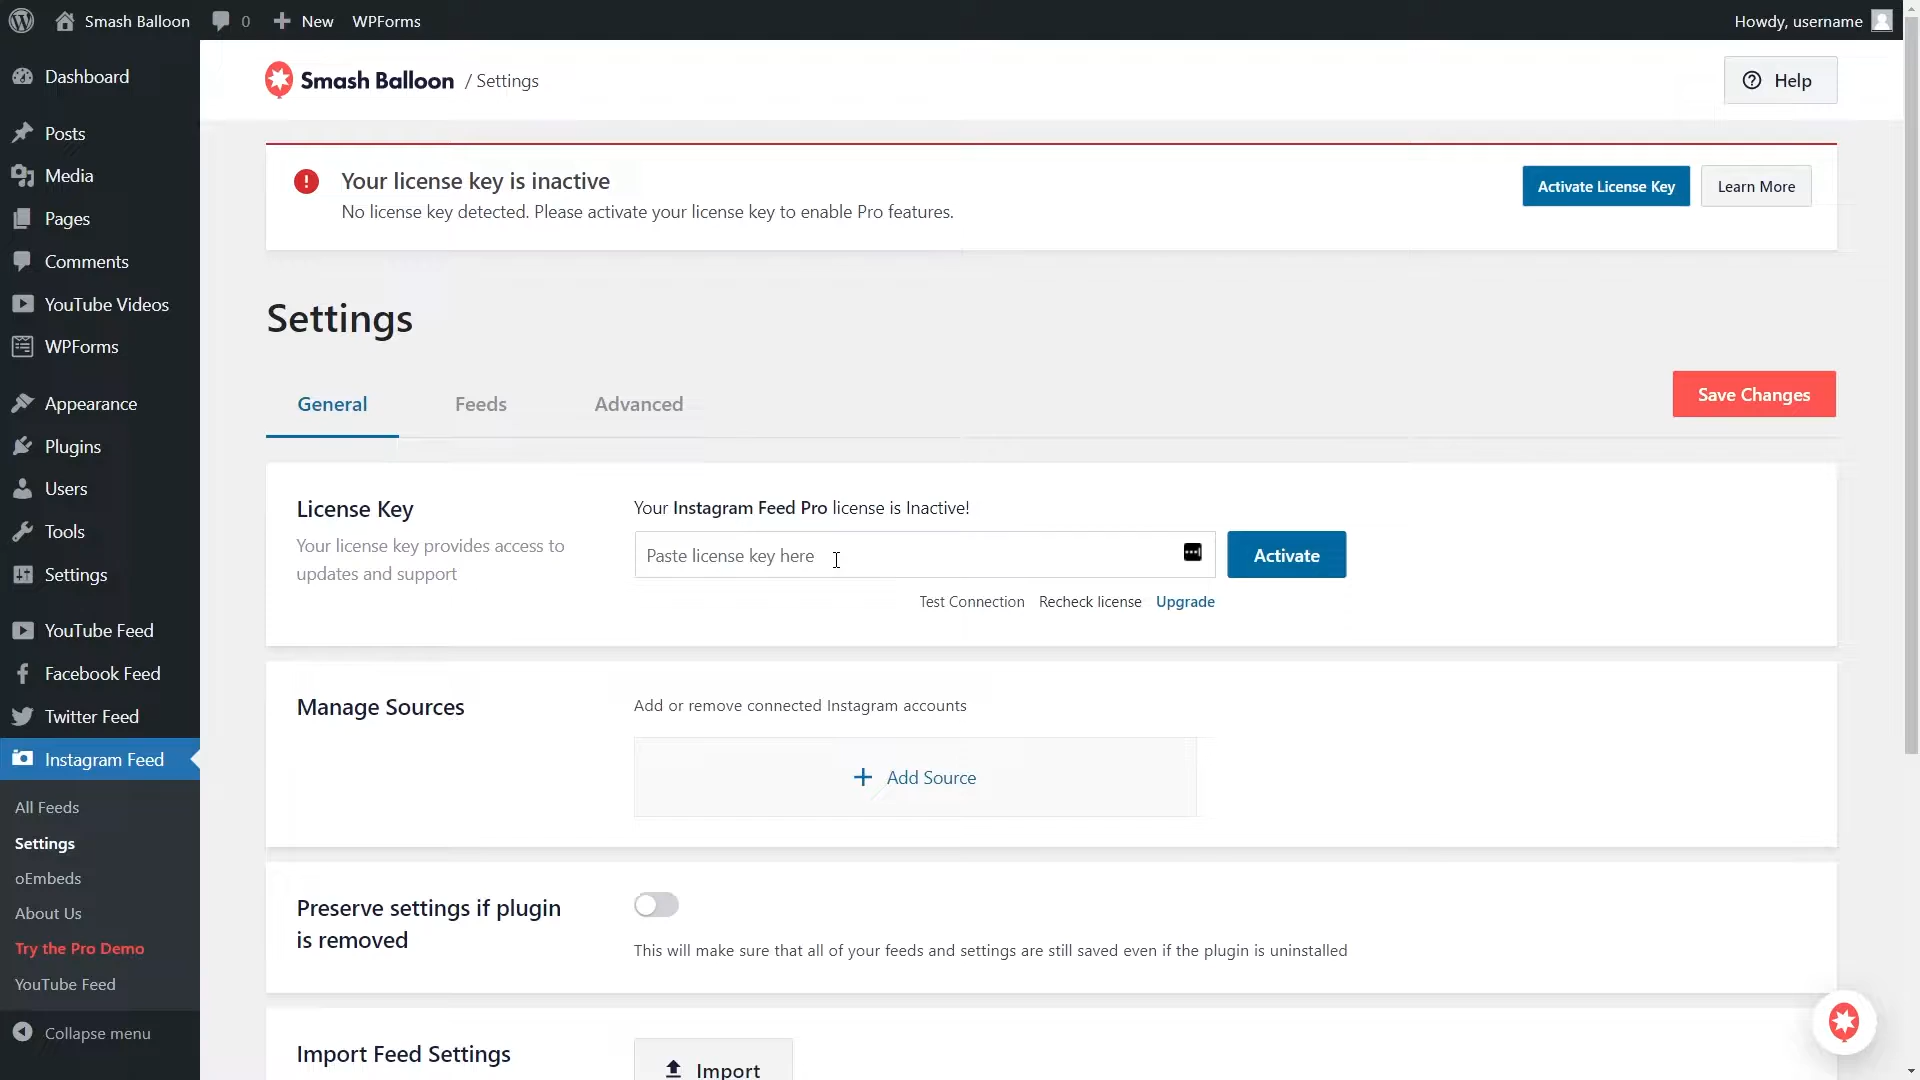 Smash Balloon
0
New
WPForms
Howdy, username
Dashboard
Posts
Media
Pages
Comments
YouTube Videos
WPForms
Appearance
Plugins
Users
Tools
Settings
YouTube Feed
Facebook Feed
Twitter Feed
Instagram Feed
All Feeds
Settings
oEmbeds
About Us
Try the Pro Demo
YouTube Feed
Collapse menu
Smash Balloon / Settings
Help
Your license key is inactive
No license key detected. Please activate your license key to enable Pro features.
Activate License Key
Learn More
Settings
General
Feeds
Advanced
Save Changes
License Key
Your license key provides access to
updates and support
Your Instagram Feed Pro license is Inactive!
Paste license key here
Activate
Test Connection
Recheck license
Upgrade
Manage Sources
Add or remove connected Instagram accounts
Add Source
Preserve settings if plugin
is removed
This will make sure that all of your feeds and settings are still saved even if the plugin is uninstalled
Import Feed Settings
Import